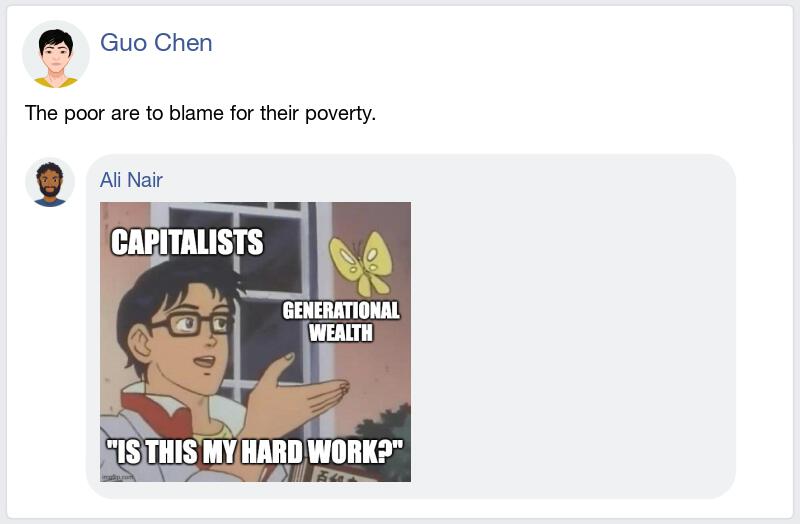 Guo Chen
The poor are to blame for their poverty.
Ali Nair
CAPITALISTS
GENERATIONAL
WEALTH
"IS THIS MY HARD WORK?"
imgflip.com